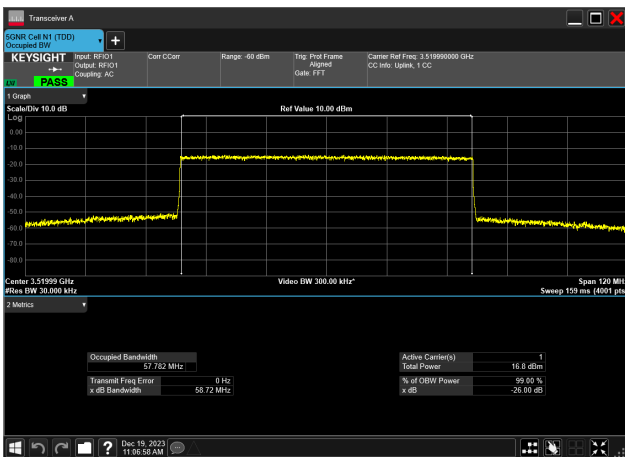 Transceiver A
5GNR Cell N1 (TDD)
Occupied BW
KEYSIGHT
Input: RFIO1
Output: RFIO1
Coupling: AC
Corr CCorr
Range: -60 dBm
Trig: Prot Frame
Aligned
Gate: FFT
Carrier Ref Freq: 3.519990000 GHz
CC Info: Uplink, 1 CC
PASS
1 Graph
Scale/Div 10.0 dB
Ref Value 10.00 dBm
Log
0.00
-10.0
-20.0
-30.0
-40.0
-50.0
-60.0
-70.0
-80.0
Center 3.51999 GHz
#Res BW 30.000 kHz
Video BW 300.00 kHz*
Span 120 MHz
Sweep 159 ms (4001 pts
2 Metrics
Occupied Bandwidth
57.782 MHz
Transmit Freq Error 0 Hz
x dB Bandwidth 58.72 MHz
Active Carrier(s) 1
Total Power 16.8 dBm
% of OBW Power 99.00 %
x dB -26.00 dB
Dec 19, 2023
11:06:58 AM